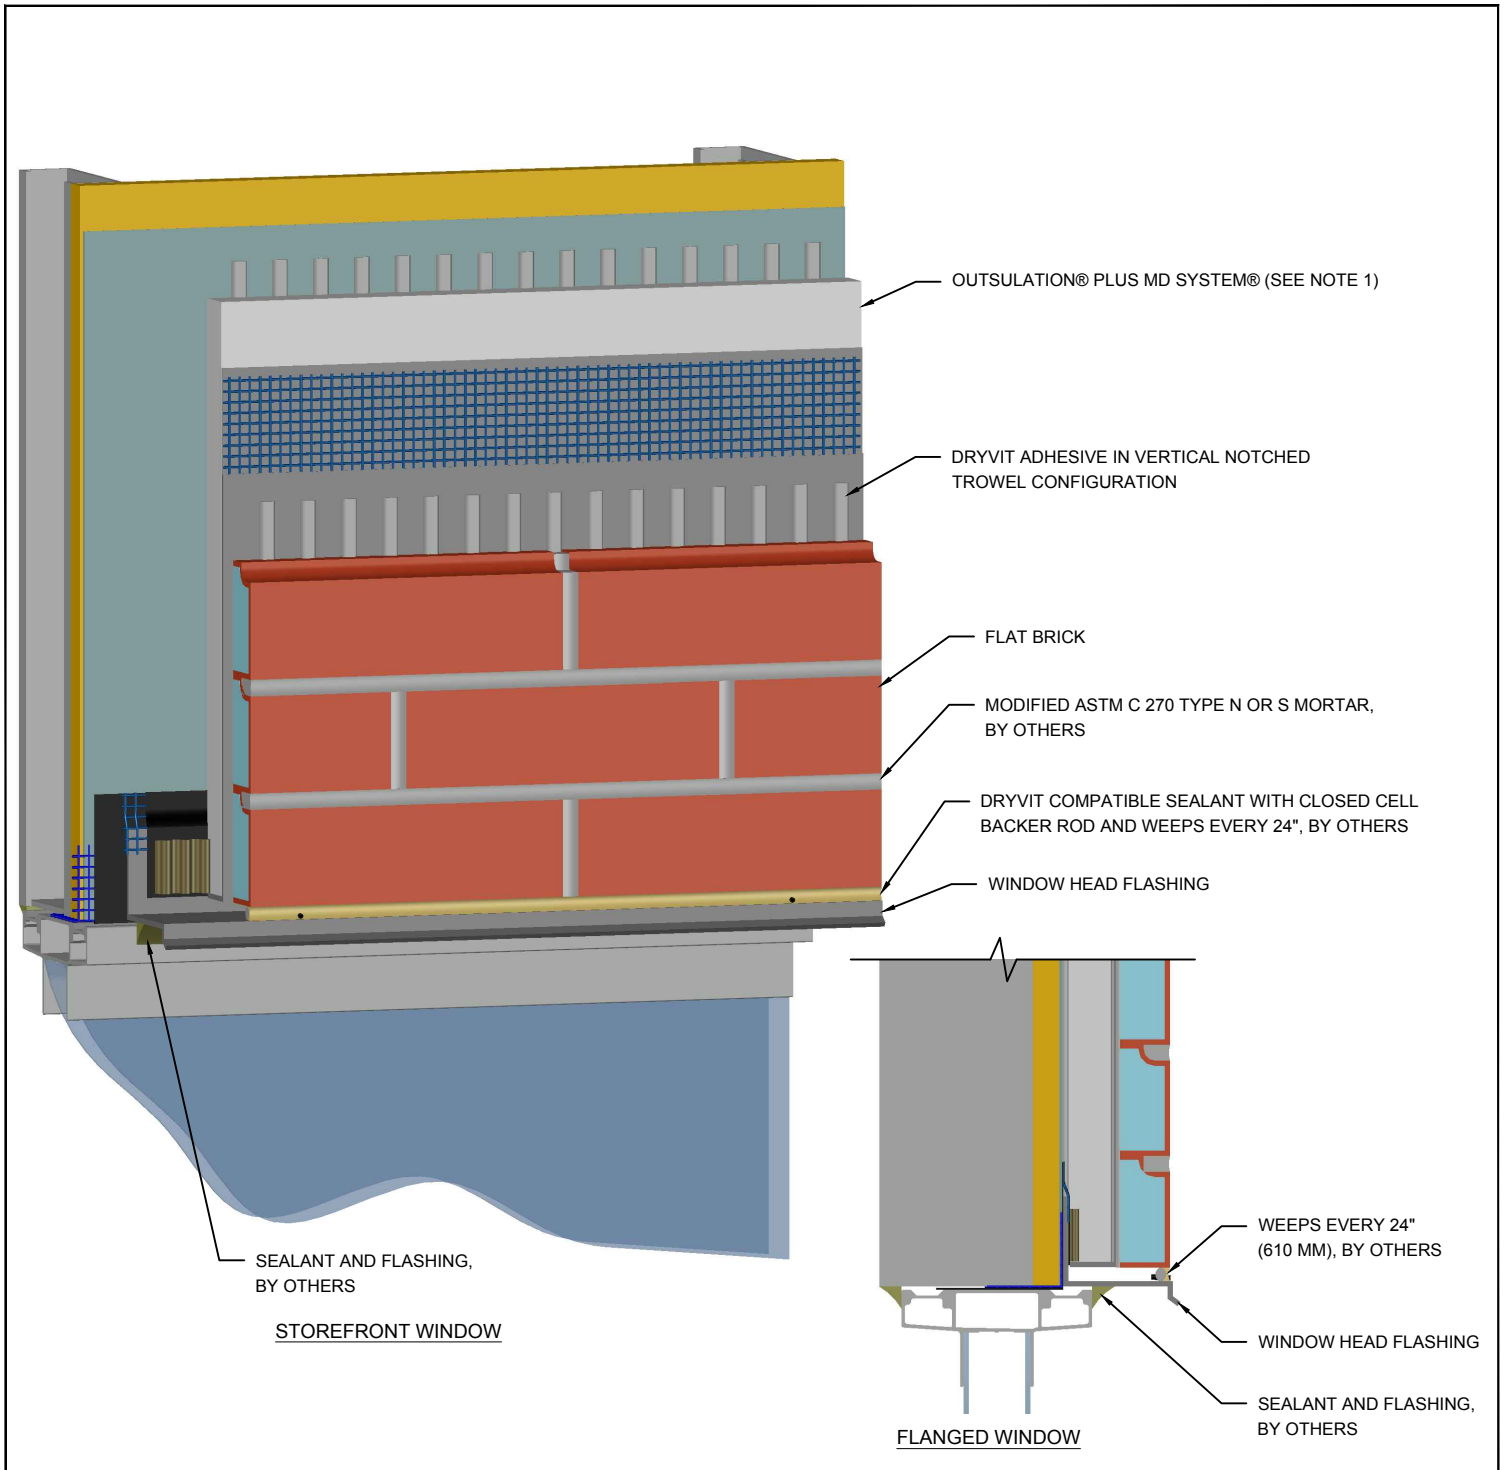 OUTSULATION® PLUS MD SYSTEM® (SEE NOTE 1)
DRYVIT ADHESIVE IN VERTICAL NOTCHED
TROWEL CONFIGURATION
FLAT BRICK
MODIFIED ASTM C 270 TYPE N OR S MORTAR,
BY OTHERS
DRYVIT COMPATIBLE SEALANT WITH CLOSED CELL
BACKER ROD AND WEEPS EVERY 24", BY OTHERS
WINDOW HEAD FLASHING
SEALANT AND FLASHING,
BY OTHERS
STOREFRONT WINDOW
WEEPS EVERY 24"
(610 MM), BY OTHERS
WINDOW HEAD FLASHING
SEALANT AND FLASHING,
BY OTHERS
FLANGED WINDOW